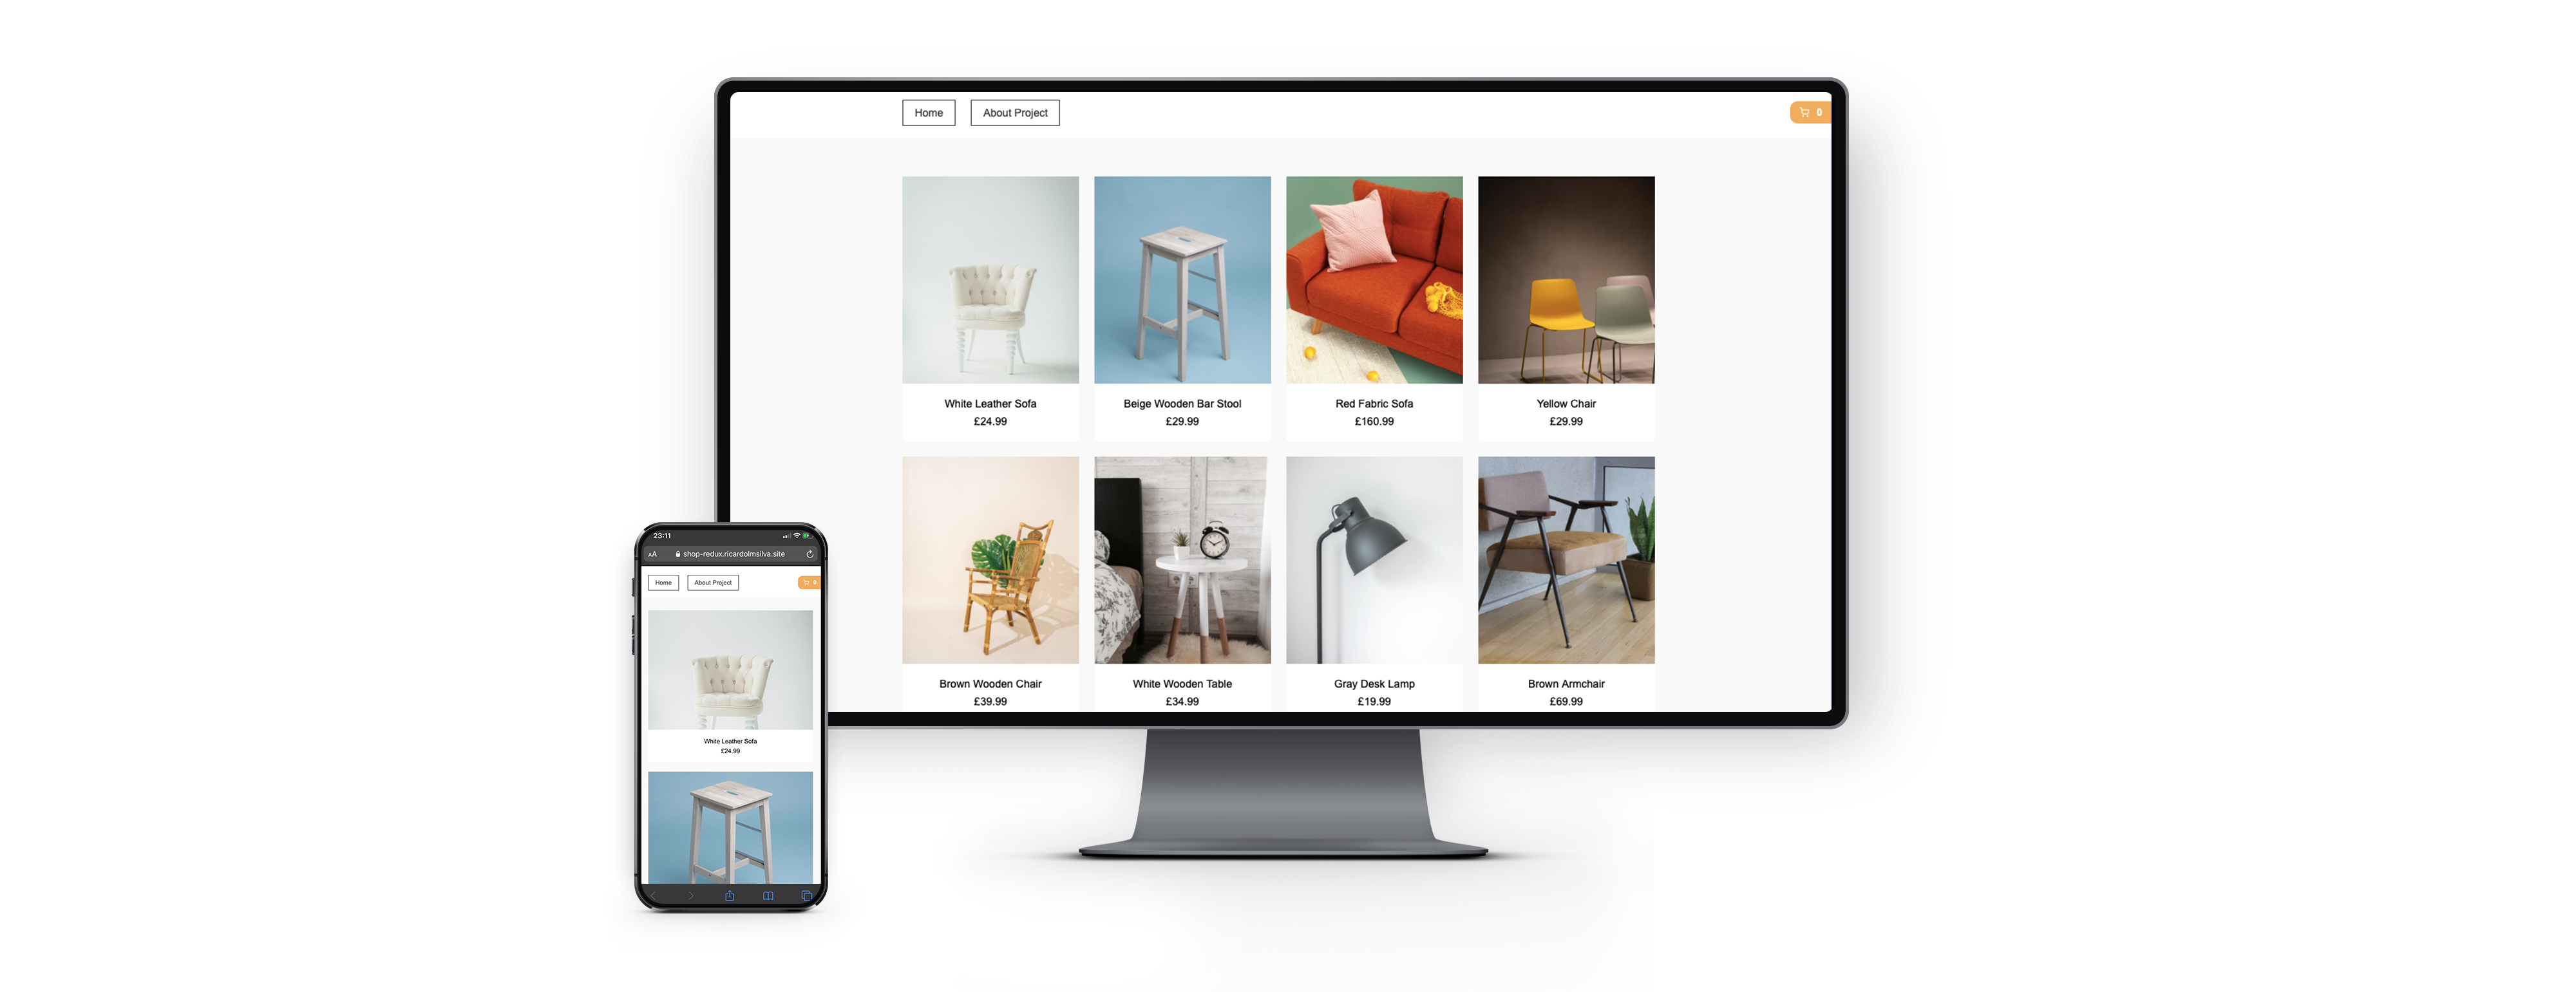 Home
About Project
0
White Leather Sofa
£24.99
Beige Wooden Bar Stool
£29.99
Red Fabric Sofa
£160.99
Yellow Chair
£29.99
Brown Wooden Chair
£39.99
White Wooden Table
£34.99
Gray Desk Lamp
£19.99
Brown Armchair
£69.99
23:11
AA
shop-redux.ricardolmsilva.site
Home
About Project
0
White Leather Sofa
£24.99